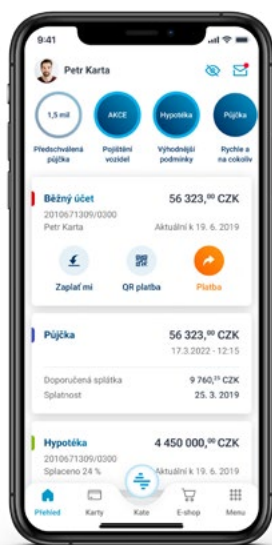 9:41
Petr Karta
1,5 mil
AKCE
Hypotéka
Půjčka
Předschválená půjčka
Pojištění vozidel
Výhodnější podmínky
Rychle a na cokoliv
Běžný účet 56 323,⁰⁰ CZK
2010671309/0300
Petr Karta Aktuální k 19. 6. 2019
Zaplať mi QR platba Platba
Půjčka 56 323,⁰⁰ CZK
17.3.2022 - 12:15
Doporučená splátka 9 760,²⁵ CZK
Splatnost 25. 3. 2019
Hypotéka 4 450 000,⁰⁰ CZK
2010671309/0300
Splaceno 24 % Aktuální k 19. 6. 2019
Přehled Karty Kate E-shop Menu